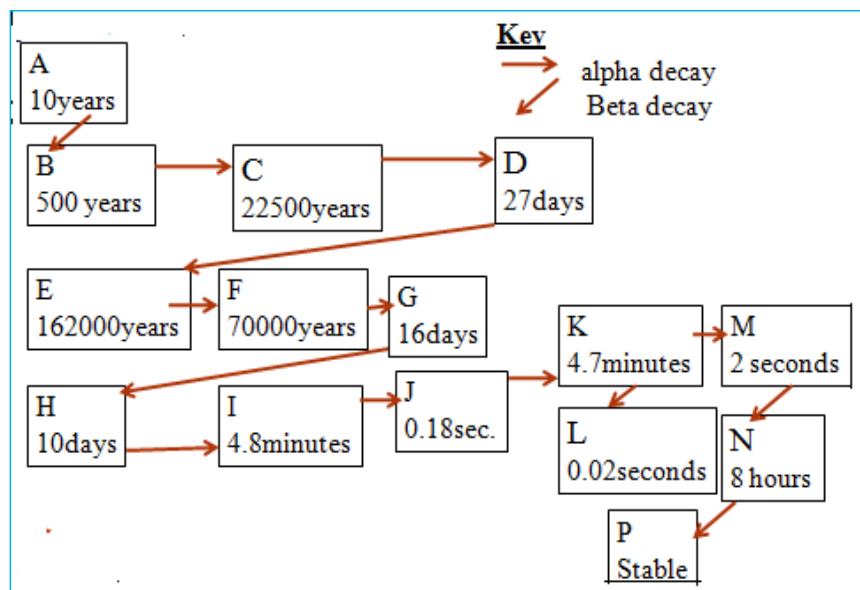 Key
alpha decay
Beta decay
A
10years
B
500 years
C
22500years
D
27days
E
162000years
F
70000years
G
16days
H
10days
I
4.8minutes
J
0.18sec.
K
4.7minutes
M
2 seconds
L
0.02seconds
N
8 hours
P
Stable